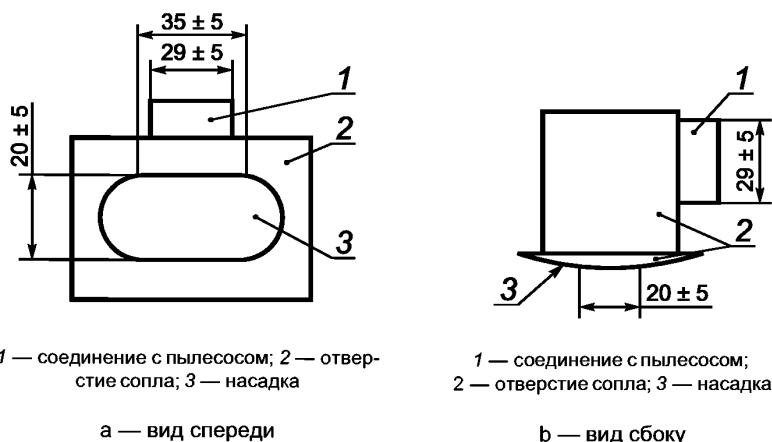 35 ± 5
29 ± 5
1
2
20 ± 5
3
1
29 ± 5
2
3
20 ± 5
1 — соединение с пылесосом; 2 — отвер-
стие сопла; 3 — насадка
a — вид спереди
1 — соединение с пылесосом;
2 — отверстие сопла; 3 — насадка
b — вид сбоку